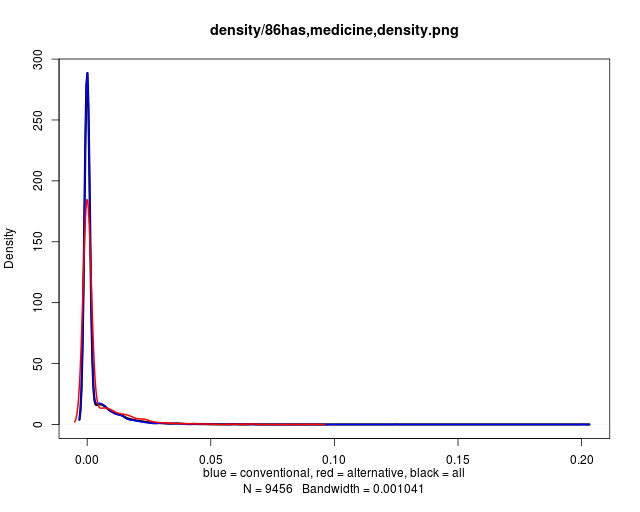 density/86has,medicine,density.png
300
250
200
150
100
50
0
Density
0.00 0.05 0.10 0.15 0.20
blue = conventional, red = alternative, black = all
N = 9456 Bandwidth = 0.001041